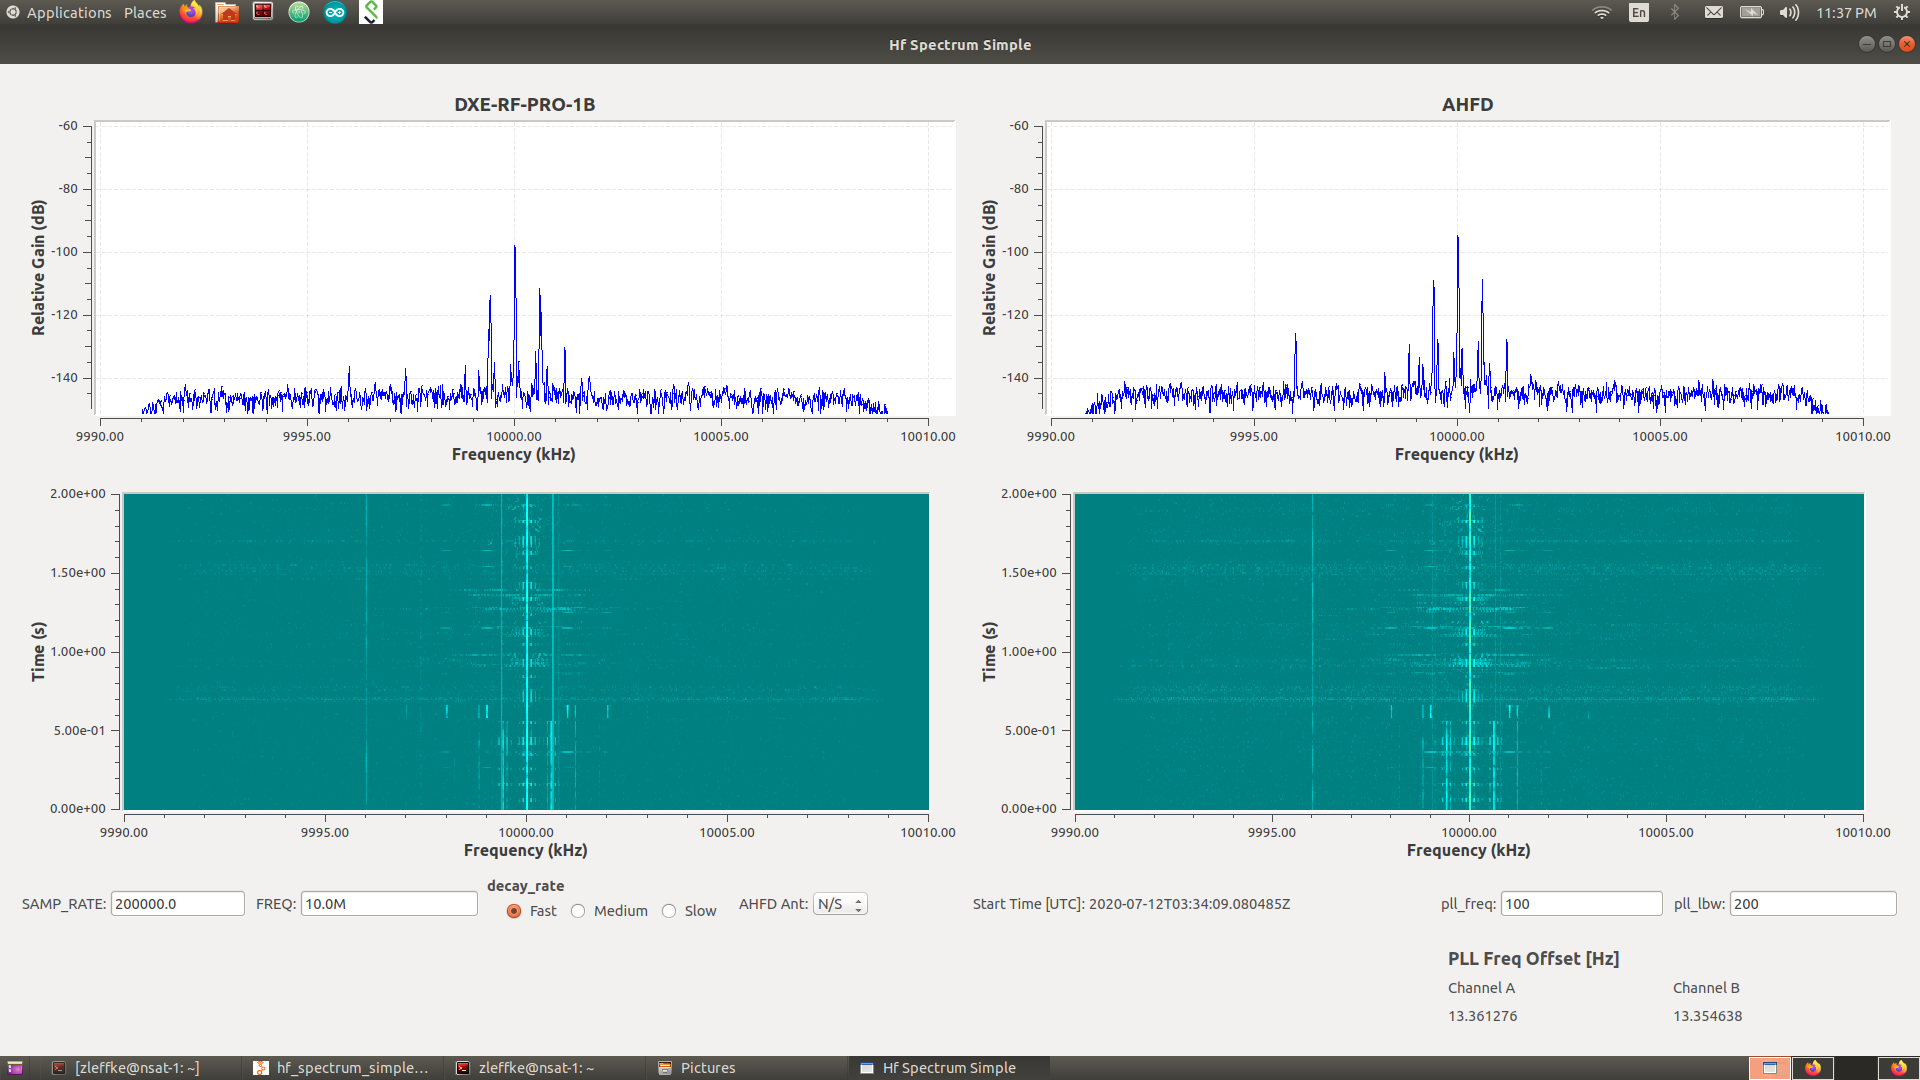 Applications Places En 11:37 PM
Hf Spectrum Simple
DXE-RF-PRO-1B
-60
-80
-100
-120
-140
Relative Gain (dB)
9990.00 9995.00 10000.00 10005.00 10010.00
Frequency (kHz)
AHFD
-60
-80
-100
-120
-140
Relative Gain (dB)
9990.00 9995.00 10000.00 10005.00 10010.00
Frequency (kHz)
2.00e+00
1.50e+00
1.00e+00
5.00e-01
0.00e+00
Time (s)
9990.00 9995.00 10000.00 10005.00 10010.00
Frequency (kHz)
2.00e+00
1.50e+00
1.00e+00
5.00e-01
0.00e+00
Time (s)
9990.00 9995.00 10000.00 10005.00 10010.00
Frequency (kHz)
SAMP_RATE: 200000.0 FREQ: 10.0M
decay_rate
Fast Medium Slow
AHFD Ant: N/S
Start Time [UTC]: 2020-07-12T03:34:09.080485Z
pll_freq: 100 pll_lbw: 200
PLL Freq Offset [Hz]
Channel A Channel B
13.361276 13.354638
[zleffke@nsat-1: ~] hf_spectrum_simple... zleffke@nsat-1: ~ Pictures Hf Spectrum Simple